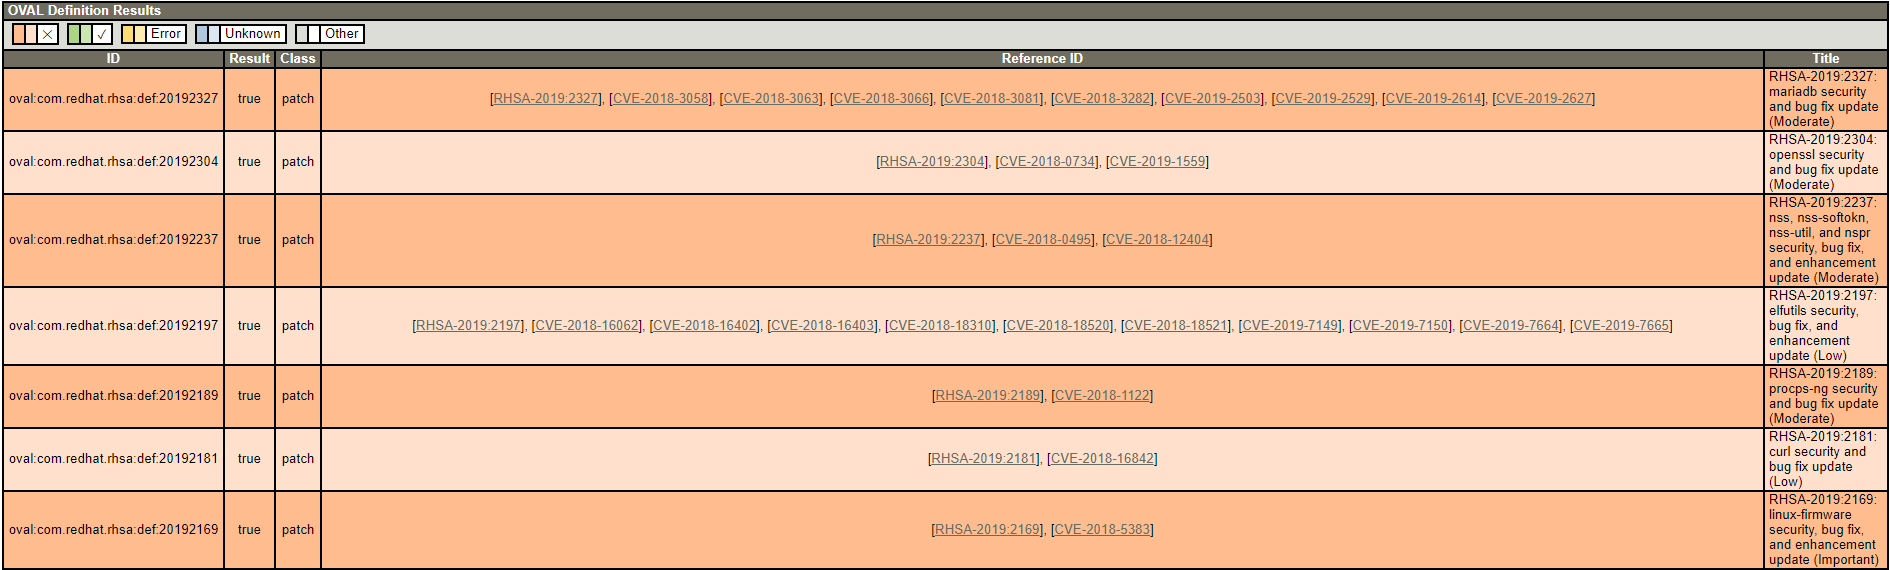 OVAL Definition Results
✕ ✓ Error Unknown Other
ID Result Class Reference ID Title
oval:com.redhat.rhsa:def:20192327 true patch [RHSA-2019:2327], [CVE-2018-3058], [CVE-2018-3063], [CVE-2018-3066], [CVE-2018-3081], [CVE-2018-3282], [CVE-2019-2503], [CVE-2019-2529], [CVE-2019-2614], [CVE-2019-2627]
RHSA-2019:2327:
mariadb security
and bug fix update
(Moderate)
oval:com.redhat.rhsa:def:20192304 true patch [RHSA-2019:2304], [CVE-2018-0734], [CVE-2019-1559]
RHSA-2019:2304:
openssl security
and bug fix update
(Moderate)
oval:com.redhat.rhsa:def:20192237 true patch [RHSA-2019:2237], [CVE-2018-0495], [CVE-2018-12404]
RHSA-2019:2237:
nss, nss-softokn,
nss-util, and nspr
security, bug fix,
and enhancement
update (Moderate)
oval:com.redhat.rhsa:def:20192197 true patch [RHSA-2019:2197], [CVE-2018-16062], [CVE-2018-16402], [CVE-2018-16403], [CVE-2018-18310], [CVE-2018-18520], [CVE-2018-18521], [CVE-2019-7149], [CVE-2019-7150], [CVE-2019-7664], [CVE-2019-7665]
RHSA-2019:2197:
elfutils security,
bug fix, and
enhancement
update (Low)
oval:com.redhat.rhsa:def:20192189 true patch [RHSA-2019:2189], [CVE-2018-1122]
RHSA-2019:2189:
procps-ng security
and bug fix update
(Moderate)
oval:com.redhat.rhsa:def:20192181 true patch [RHSA-2019:2181], [CVE-2018-16842]
RHSA-2019:2181:
curl security and
bug fix update
(Low)
oval:com.redhat.rhsa:def:20192169 true patch [RHSA-2019:2169], [CVE-2018-5383]
RHSA-2019:2169:
linux-firmware
security, bug fix,
and enhancement
update (Important)